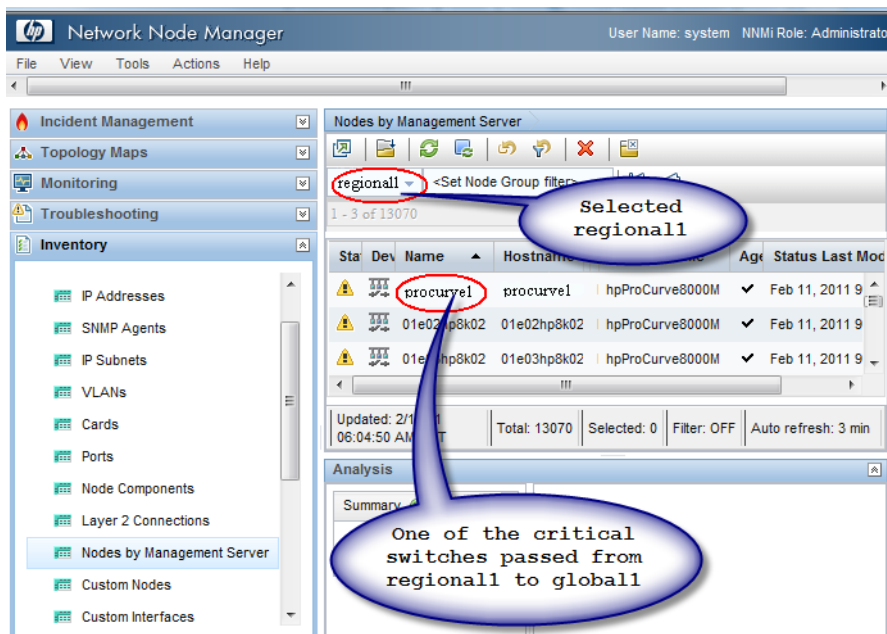 hp Network Node Manager User Name: system NNMi Role: Administrato
File View Tools Actions Help
Incident Management
Topology Maps
Monitoring
Troubleshooting
Inventory
IP Addresses
SNMP Agents
IP Subnets
VLANs
Cards
Ports
Node Components
Layer 2 Connections
Nodes by Management Server
Custom Nodes
Custom Interfaces
Nodes by Management Server
regional1 <Set Node Group filter>
1 - 3 of 13070
Selected
regional1
Sta Dev Name Hostname Age Status Last Mod
procurve1 procurve1 hpProCurve8000M Feb 11, 2011 9
01e02hp8k02 01e02hp8k02 hpProCurve8000M Feb 11, 2011 9
01e03hp8k02 01e03hp8k02 hpProCurve8000M Feb 11, 2011 9
Updated: Total: 13070 Selected: 0 Filter: OFF Auto refresh: 3 min
06:04:50 AM
Analysis
Summary
One of the critical
switches passed from
regional1 to global1